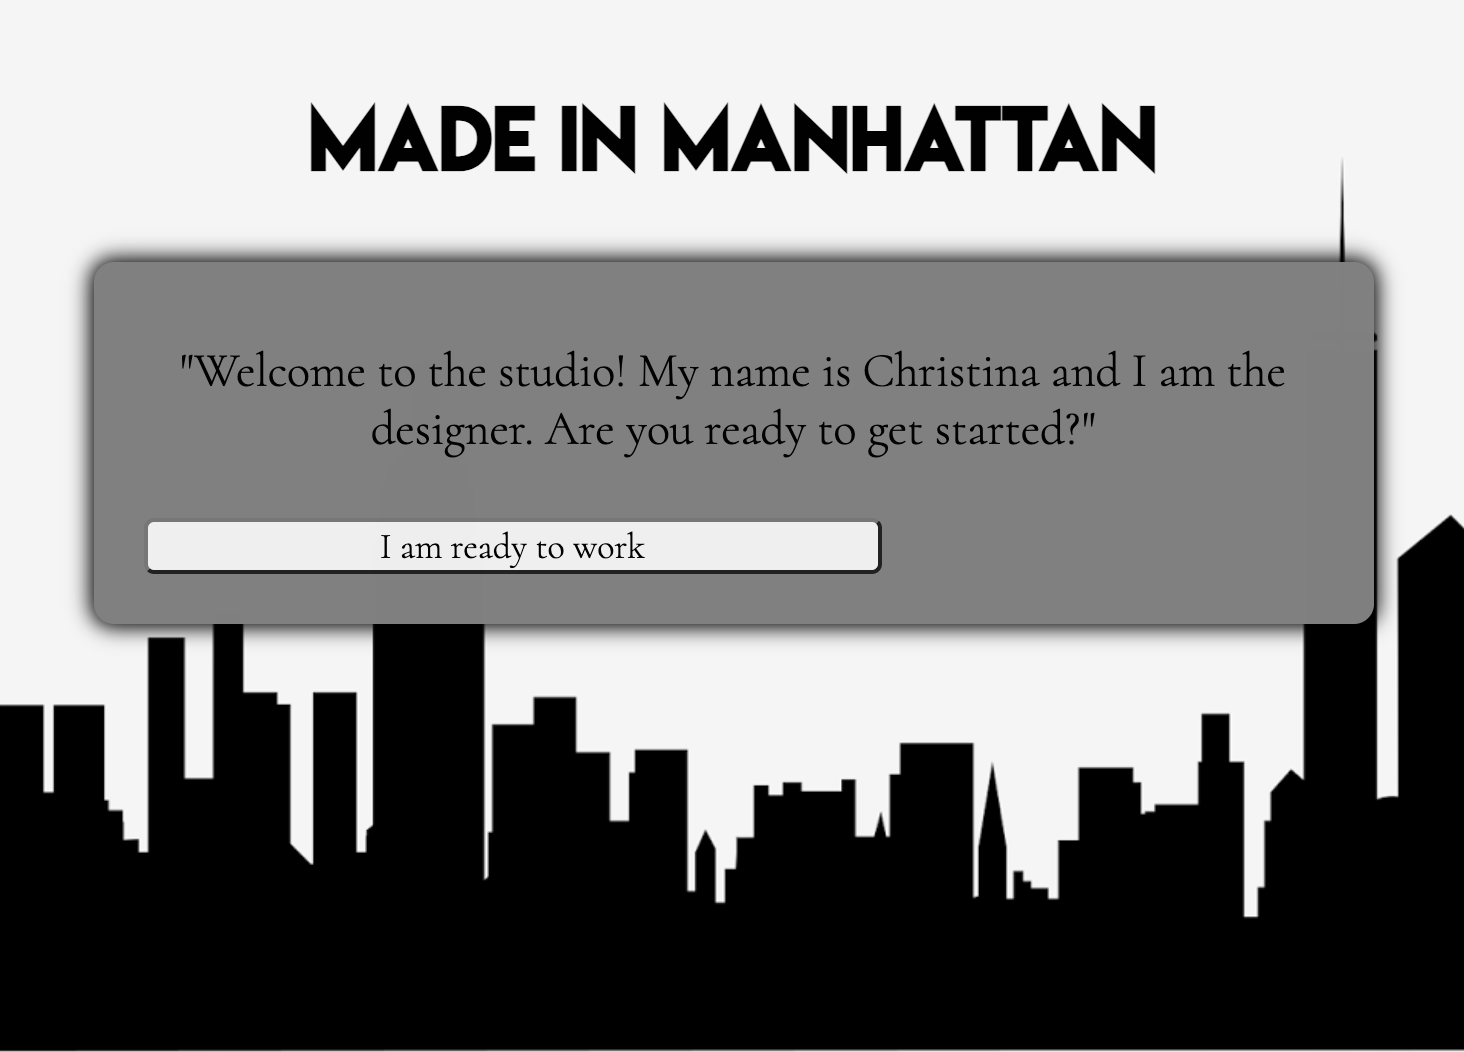 MADE IN MANHATTAN
"Welcome to the studio! My name is Christina and I am the
designer. Are you ready to get started?"
I am ready to work